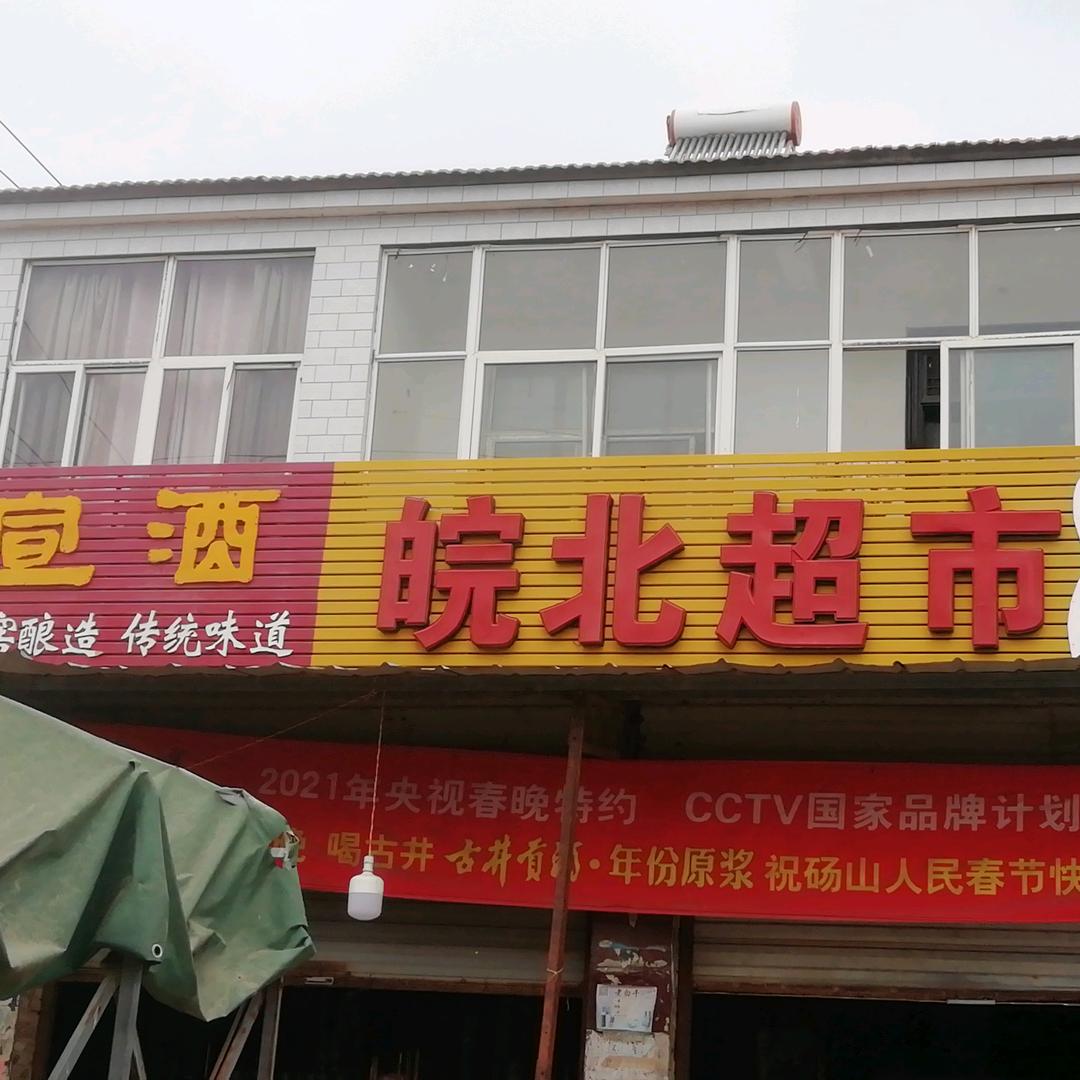 宣酒
窖酿造 传统味道
皖北超市
2021年央视春晚特约 CCTV国家品牌计划
喝古井 古井贡酒·年份原浆 祝砀山人民春节快